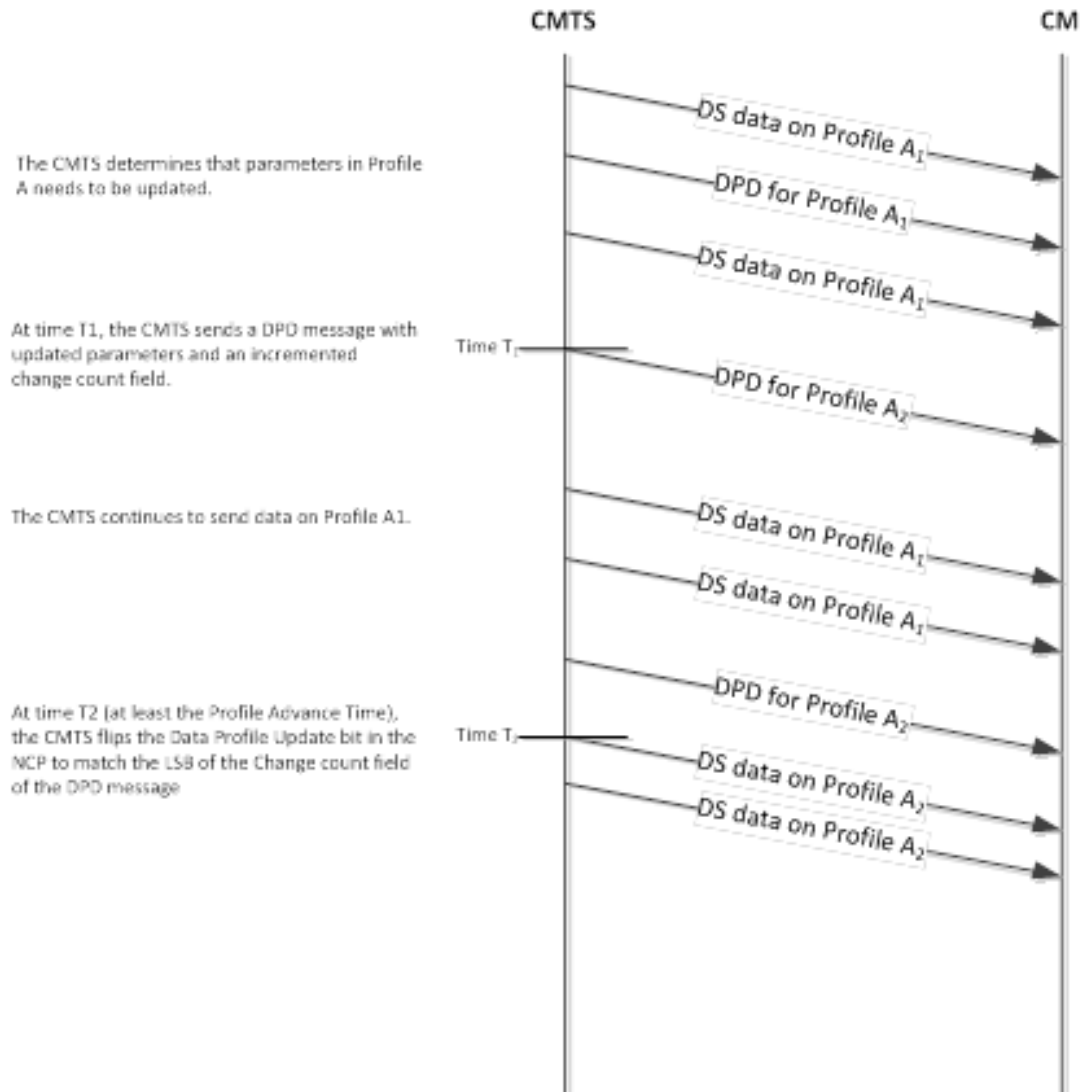 CMTS
CM
DS data on Profile A₁
The CMTS determines that parameters in Profile
A needs to be updated.
DPD for Profile A₁
DS data on Profile A₁
At time T1, the CMTS sends a DPD message with
updated parameters and an incremented
change count field.
Time T₁
DPD for Profile A₂
The CMTS continues to send data on Profile A1.
DS data on Profile A₁
DS data on Profile A₁
DPD for Profile A₂
At time T2 (at least the Profile Advance Time),
the CMTS flips the Data Profile Update bit in the
NCP to match the LSB of the Change count field
of the DPD message
Time T₂
DS data on Profile A₂
DS data on Profile A₂